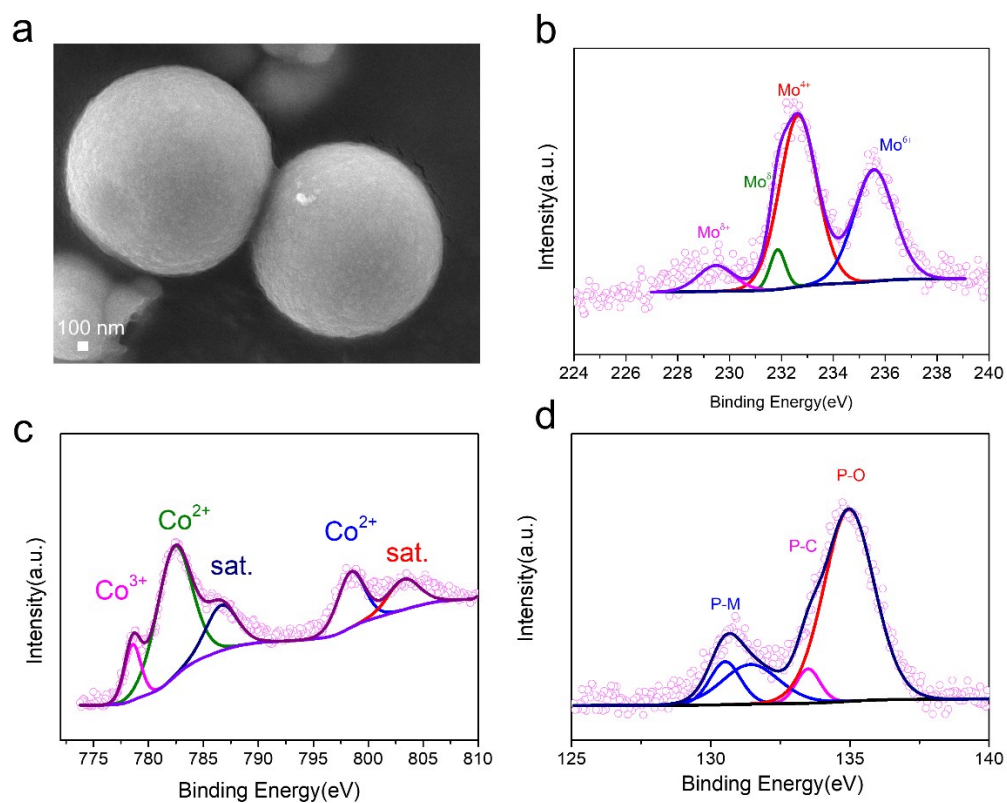 a
100 nm
b
Mo⁴⁺
Mo⁶⁺
Mo^δ
Mo^δ+
Intensity(a.u.)
224 226 228 230 232 234 236 238 240
Binding Energy(eV)
c
Co²⁺
Co²⁺
sat.
sat.
Co³⁺
Intensity(a.u.)
775 780 785 790 795 800 805 810
Binding Energy(eV)
d
P-O
P-C
P-M
Intensity(a.u.)
125 130 135 140
Binding Energy(eV)